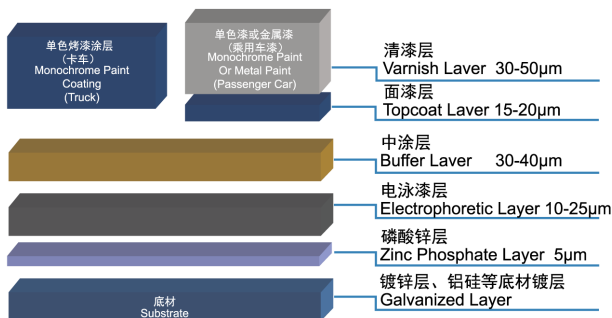 单色烤漆涂层
（卡车）
Monochrome Paint
Coating
(Truck)
单色漆或金属漆
（乘用车漆）
Monochrome Paint
Or Metal Paint
(Passenger Car)
清漆层
Varnish Laver 30-50μm
面漆层
Topcoat Laver 15-20μm
中涂层
Buffer Laver 30-40μm
电泳漆层
Electrophoretic Layer 10-25μm
磷酸锌层
Zinc Phosphate Layer 5μm
镀锌层、铝硅等底材镀层
Galvanized Layer
底材
Substrate